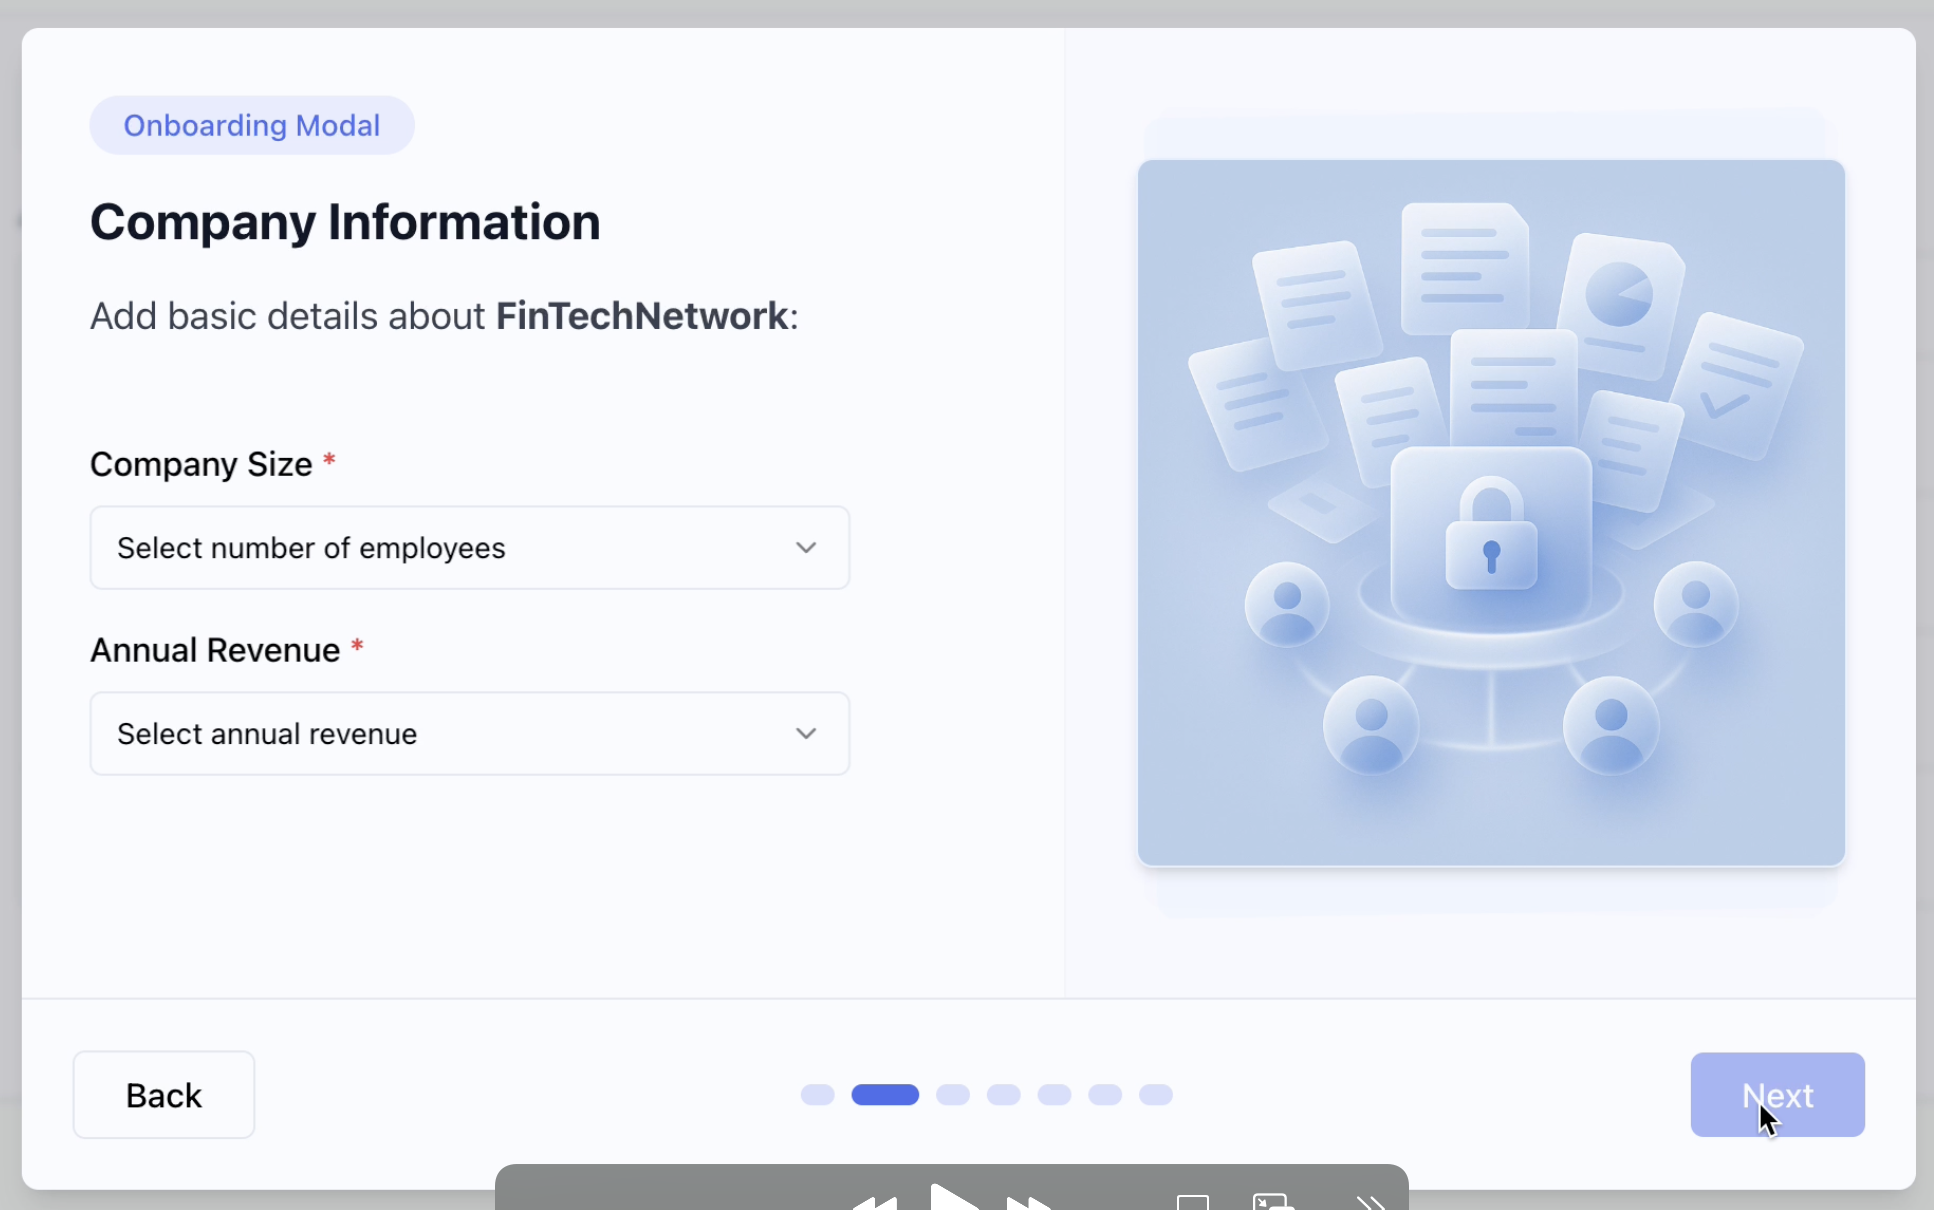 Onboarding Modal
Company Information
Add basic details about FinTechNetwork:
Company Size *
Select number of employees
Annual Revenue *
Select annual revenue
Back
Next